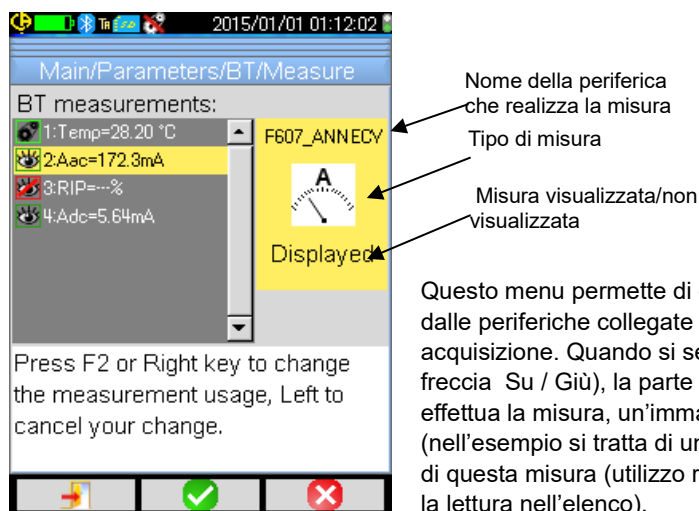 TR
2015/01/01 01:12:02
Main/Parameters/BT/Measure
BT measurements:
1:Temp=28.20 °C
2:Aac=172.3mA
3:RIP=---%
4:Adc=5.64mA
F607_ANNECY
A
Displayed
Press F2 or Right key to change
the measurement usage, Left to
cancel your change.
Nome della periferica
che realizza la misura
Tipo di misura
Misura visualizzata/non
visualizzata
Questo menu permette di
dalle periferiche collegate
acquisizione. Quando si se
freccia Su / Giù), la parte
effettua la misura, un'imma
(nell'esempio si tratta di un
di questa misura (utilizzo r
la lettura nell'elenco).